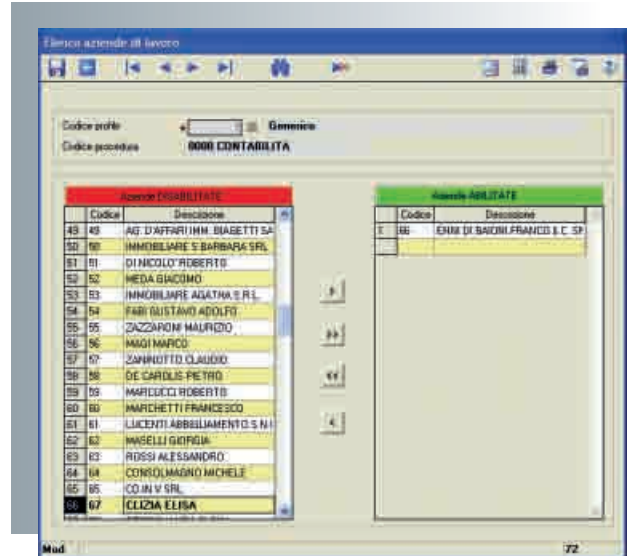 Elenco aziende di lavoro
Codice profilo Generico
Codice procedura 0000 CONTABILITA
Aziende DISABILITATE
Codice Descrizione
49 49 AG. D'AFFARI IMM. BIAGETTI SA
50 50 IMMOBILIARE S.BARBARA SRL
51 51 DI NICOLO' ROBERTO
52 52 MEDA GIACOMO
53 53 IMMOBILIARE AGATHA S.R.L.
54 54 FABI GUSTAVO ADOLFO
55 55 ZAZZARONI MAURIZIO
56 56 MAGI MARCO
57 57 ZANINOTTO CLAUDIO
58 58 DE CAROLIS PIETRO
59 59 MARCUCCI ROBERTO
60 60 MARCHETTI FRANCESCO
61 61 LUCENTI ABBIGLIAMENTO S.N.
62 62 MASELLI GIORGIA
63 63 ROSSI ALESSANDRO
64 64 CONSOLMAGNO MICHELE
65 65 CO.IN.V SRL
66 67 CLIZIA ELISA
Aziende ABILITATE
Codice Descrizione
1 66 ENNI DI BAIONI FRANCO & C.
Mod 72